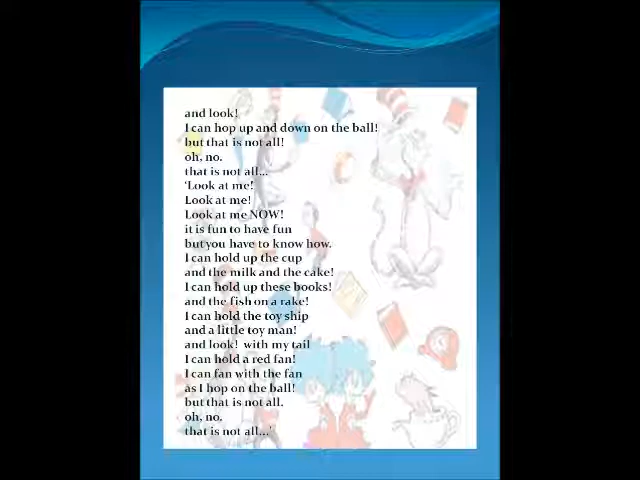 and look!
I can hop up and down on the ball!
but that is not all!
oh, no.
that is not all...
'Look at me!
Look at me!
Look at me NOW!
it is fun to have fun
but you have to know how.
I can hold up the cup
and the milk and the cake!
I can hold up these books!
and the fish on a rake!
I can hold the toy ship
and a little toy man!
and look!  with my tail
I can hold a red fan!
I can fan with the fan
as I hop on the ball!
but that is not all.
oh, no.
that is not all...'